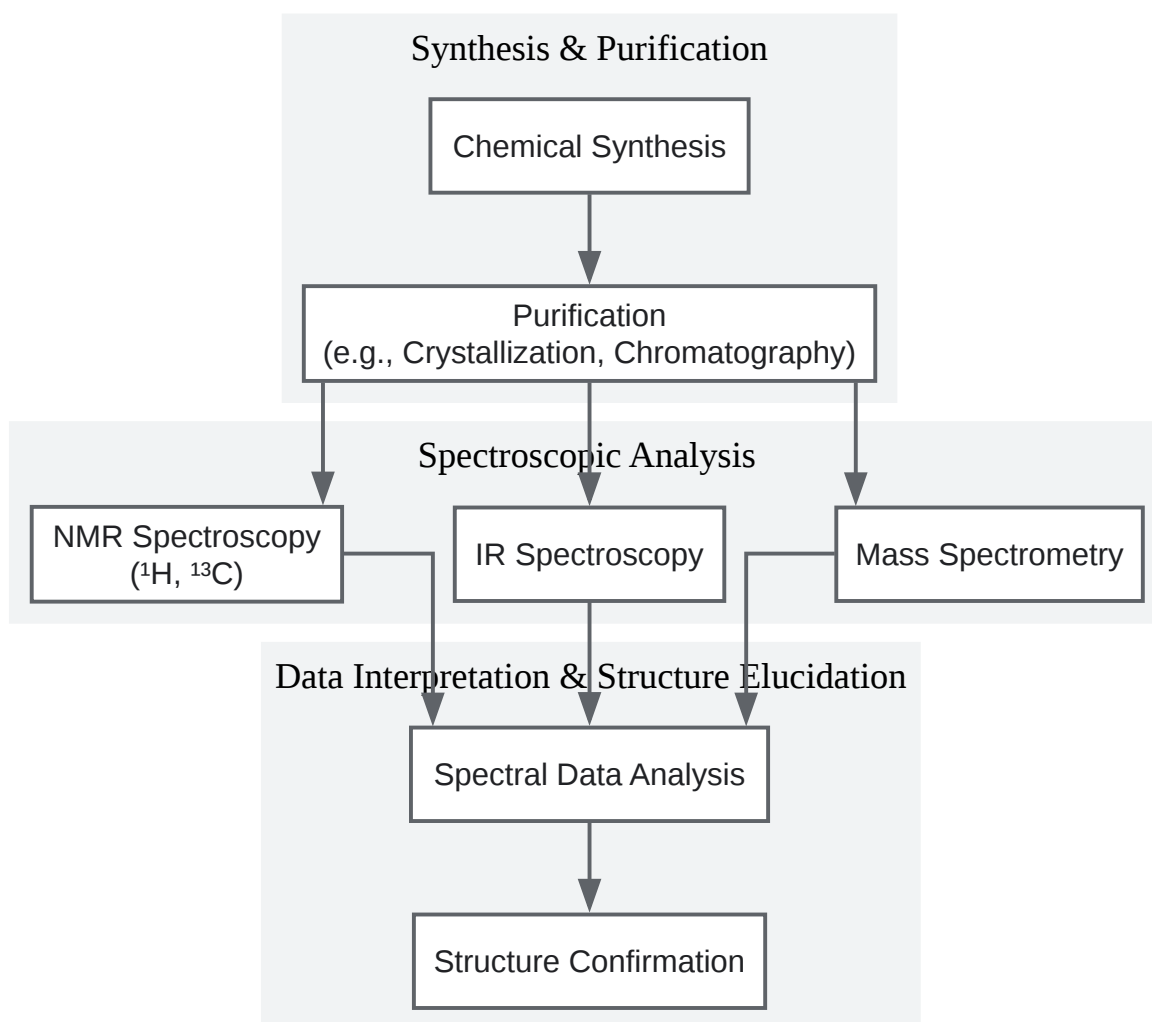 Synthesis & Purification
Chemical Synthesis
Purification
(e.g., Crystallization, Chromatography)
Spectroscopic Analysis
NMR Spectroscopy
(¹H, ¹³C)
IR Spectroscopy
Mass Spectrometry
Data Interpretation & Structure Elucidation
Spectral Data Analysis
Structure Confirmation